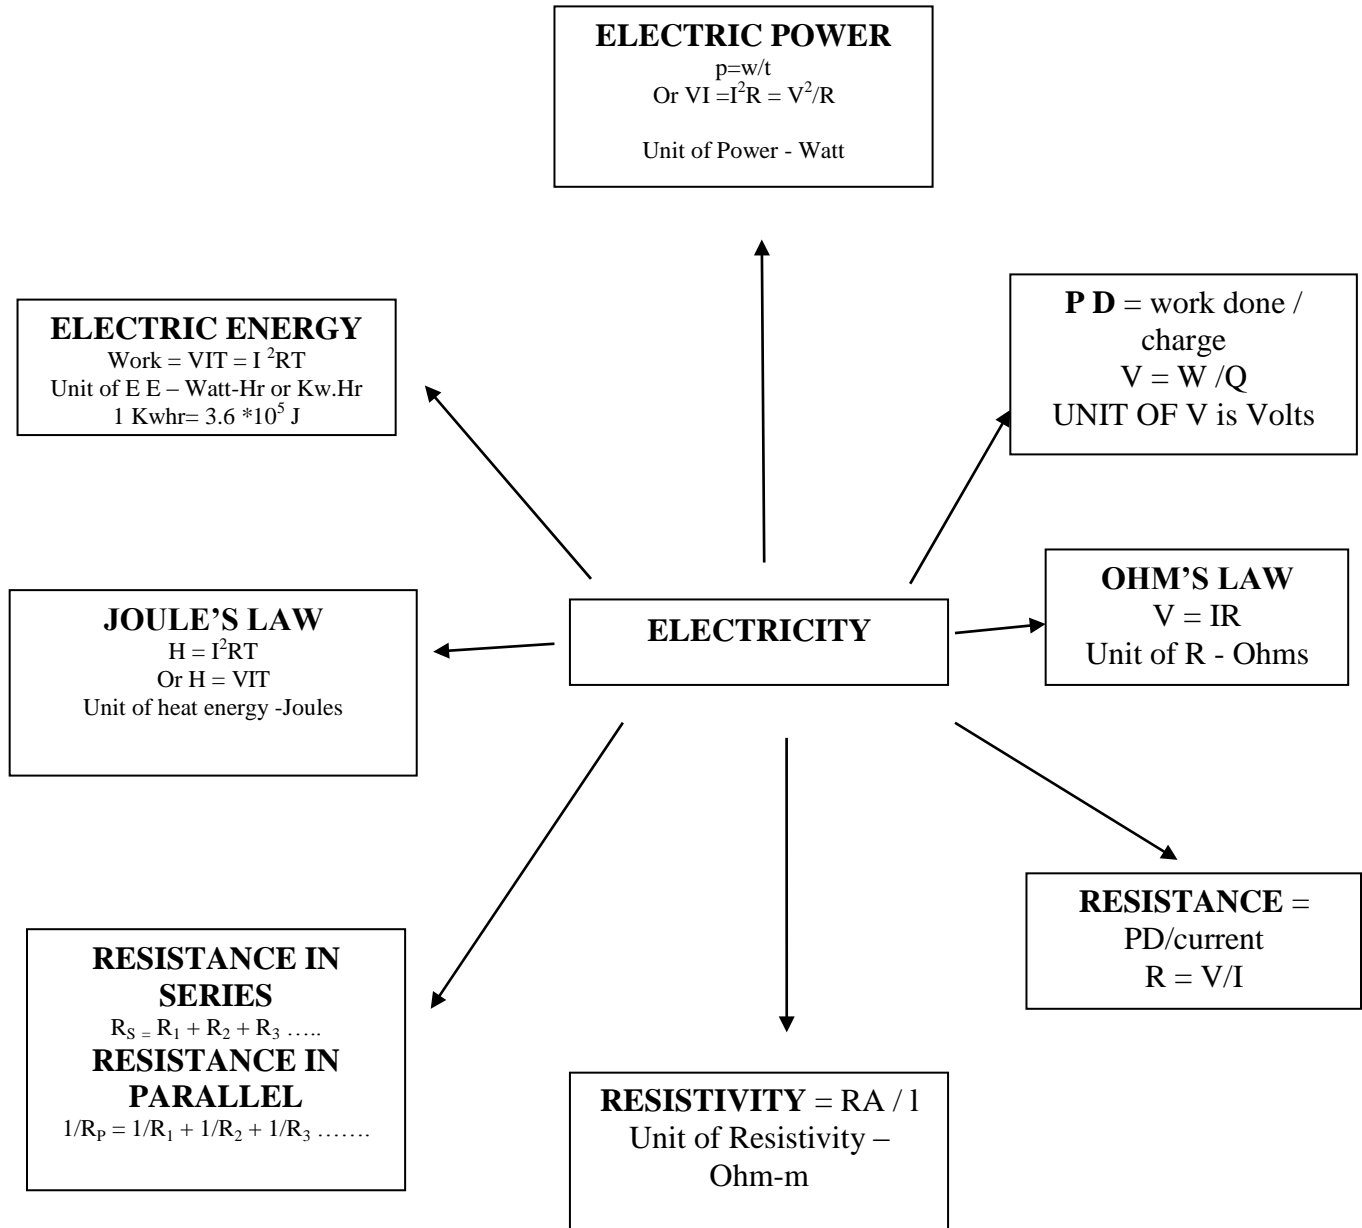 ELECTRIC POWER
p=w/t
Or VI =I²R = V²/R
Unit of Power - Watt
ELECTRIC ENERGY
Work = VIT = I ²RT
Unit of E E – Watt-Hr or Kw.Hr
1 Kwhr= 3.6 *10⁵ J
P D = work done /
charge
V = W /Q
UNIT OF V is Volts
JOULE’S LAW
H = I²RT
Or H = VIT
Unit of heat energy -Joules
ELECTRICITY
OHM’S LAW
V = IR
Unit of R - Ohms
RESISTANCE IN
SERIES
R_S = R₁ + R₂ + R₃ …..
RESISTANCE IN
PARALLEL
1/R_P = 1/R₁ + 1/R₂ + 1/R₃ …….
RESISTIVITY = RA / l
Unit of Resistivity –
Ohm-m
RESISTANCE =
PD/current
R = V/I